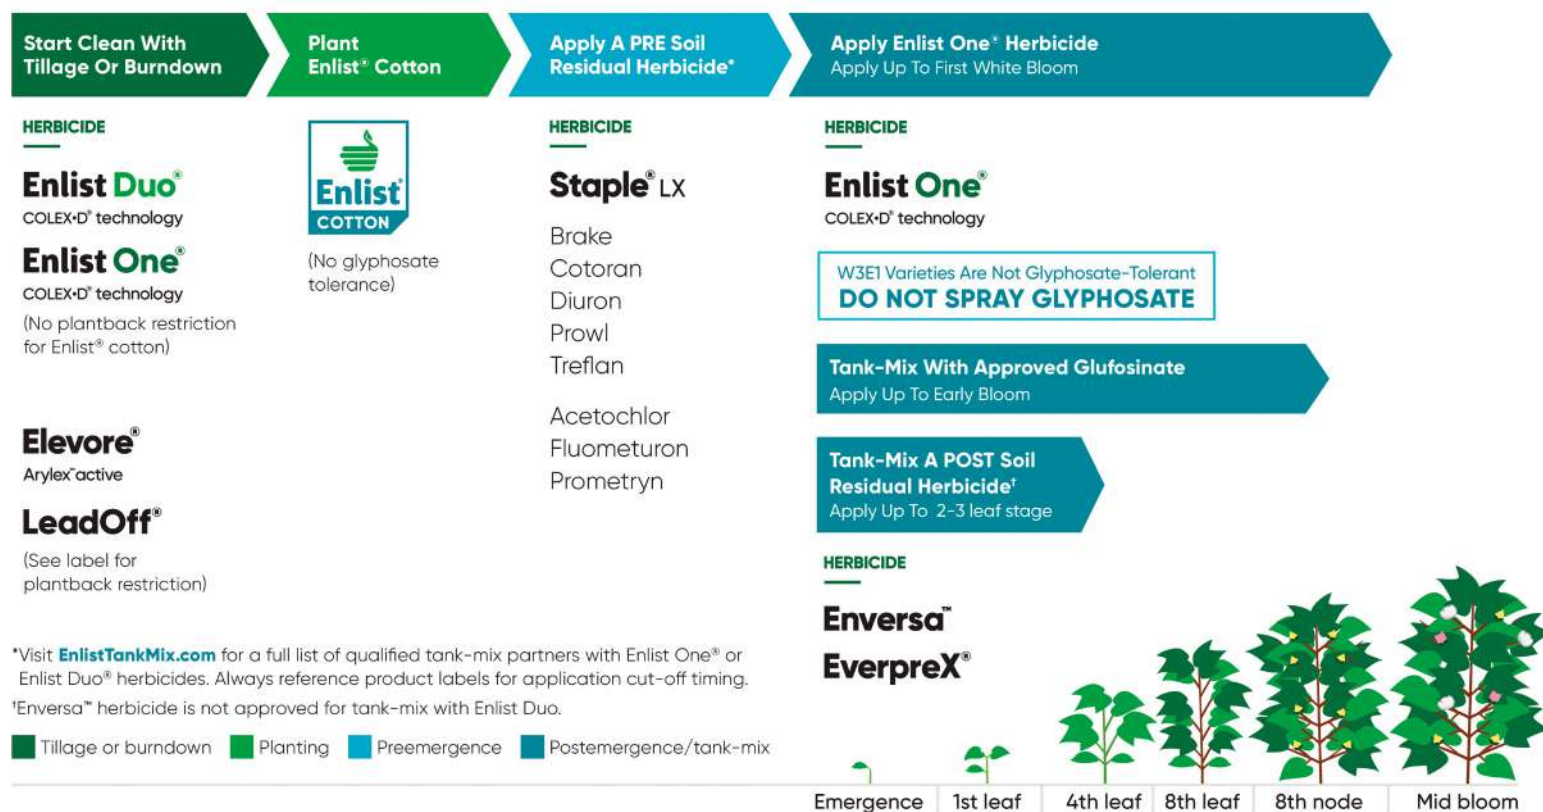 Start Clean With
Tillage Or Burndown
Plant
Enlist® Cotton
Apply A PRE Soil
Residual Herbicide*
Apply Enlist One® Herbicide
Apply Up To First White Bloom
HERBICIDE
Enlist Duo®
COLEX•D® technology
Enlist One®
COLEX•D® technology
(No plantback restriction
for Enlist® cotton)
Elevore®
Arylex™active
LeadOff®
(See label for
plantback restriction)
Enlist®
COTTON
(No glyphosate
tolerance)
HERBICIDE
Staple® LX
Brake
Cotoran
Diuron
Prowl
Treflan
Acetochlor
Fluometuron
Prometryn
HERBICIDE
Enlist One®
COLEX•D® technology
W3E1 Varieties Are Not Glyphosate-Tolerant
DO NOT SPRAY GLYPHOSATE
Tank-Mix With Approved Glufosinate
Apply Up To Early Bloom
Tank-Mix A POST Soil
Residual Herbicide†
Apply Up To 2-3 leaf stage
HERBICIDE
Enversa™
EverpreX®
*Visit EnlistTankMix.com for a full list of qualified tank-mix partners with Enlist One® or
Enlist Duo® herbicides. Always reference product labels for application cut-off timing.
†Enversa™ herbicide is not approved for tank-mix with Enlist Duo.
Tillage or burndown Planting Preemergence Postemergence/tank-mix
Emergence 1st leaf 4th leaf 8th leaf 8th node Mid bloom